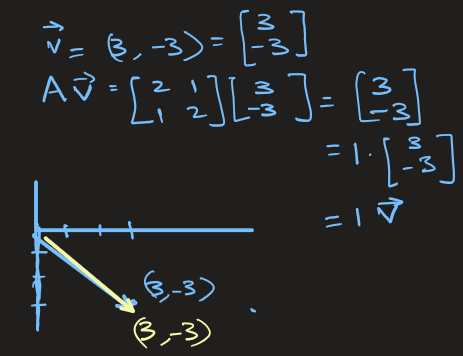 v⃗ = (3, -3) = [3 -3]
A v⃗ = [2 1 1 2] [3 -3] = [3 -3]
= 1 · [3 -3]
= 1 v⃗
(3, -3)
(3, -3)